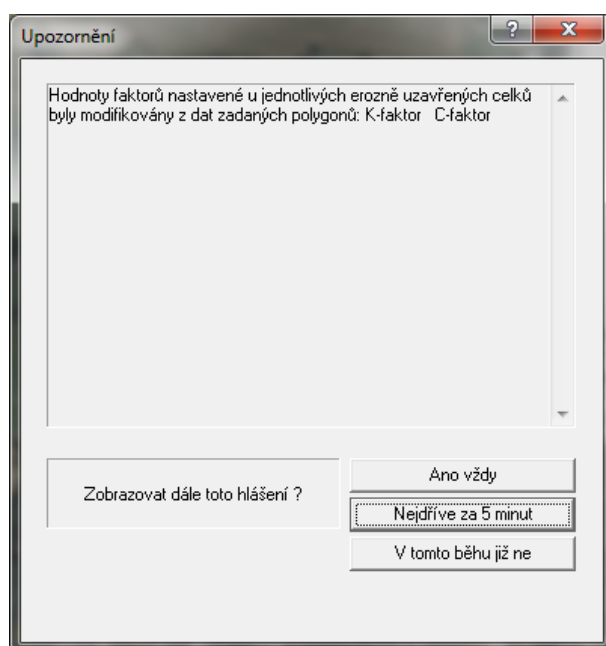 Upozornění
Hodnoty faktorů nastavené u jednotlivých erozně uzavřených celků
byly modifikovány z dat zadaných polygonů: K-faktor C-faktor
Zobrazovat dále toto hlášení ?
Ano vždy
Nejdříve za 5 minut
V tomto běhu již ne